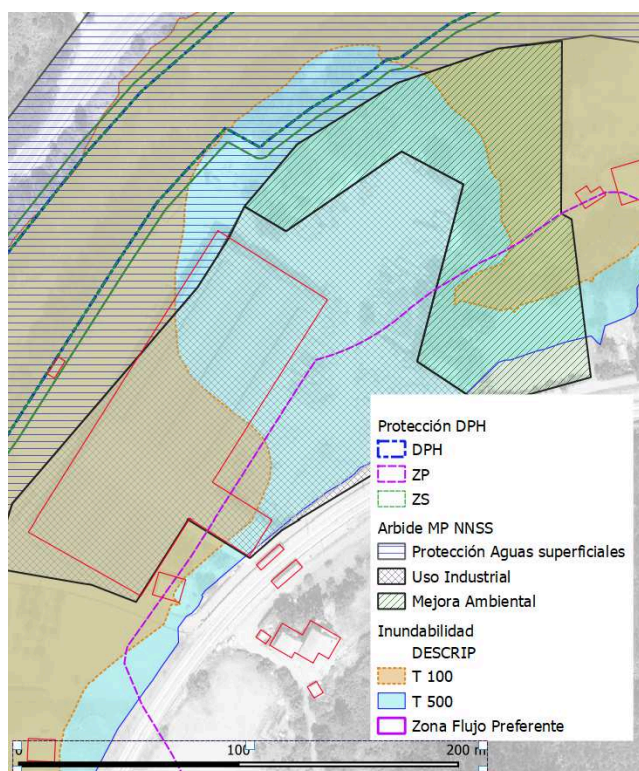 Protección DPH
DPH
ZP
ZS
Arbide MP NNSS
Protección Aguas superficiales
Uso Industrial
Mejora Ambiental
Inundabilidad
DESCRIP
T 100
T 500
Zona Flujo Preferente
0 100 200 m